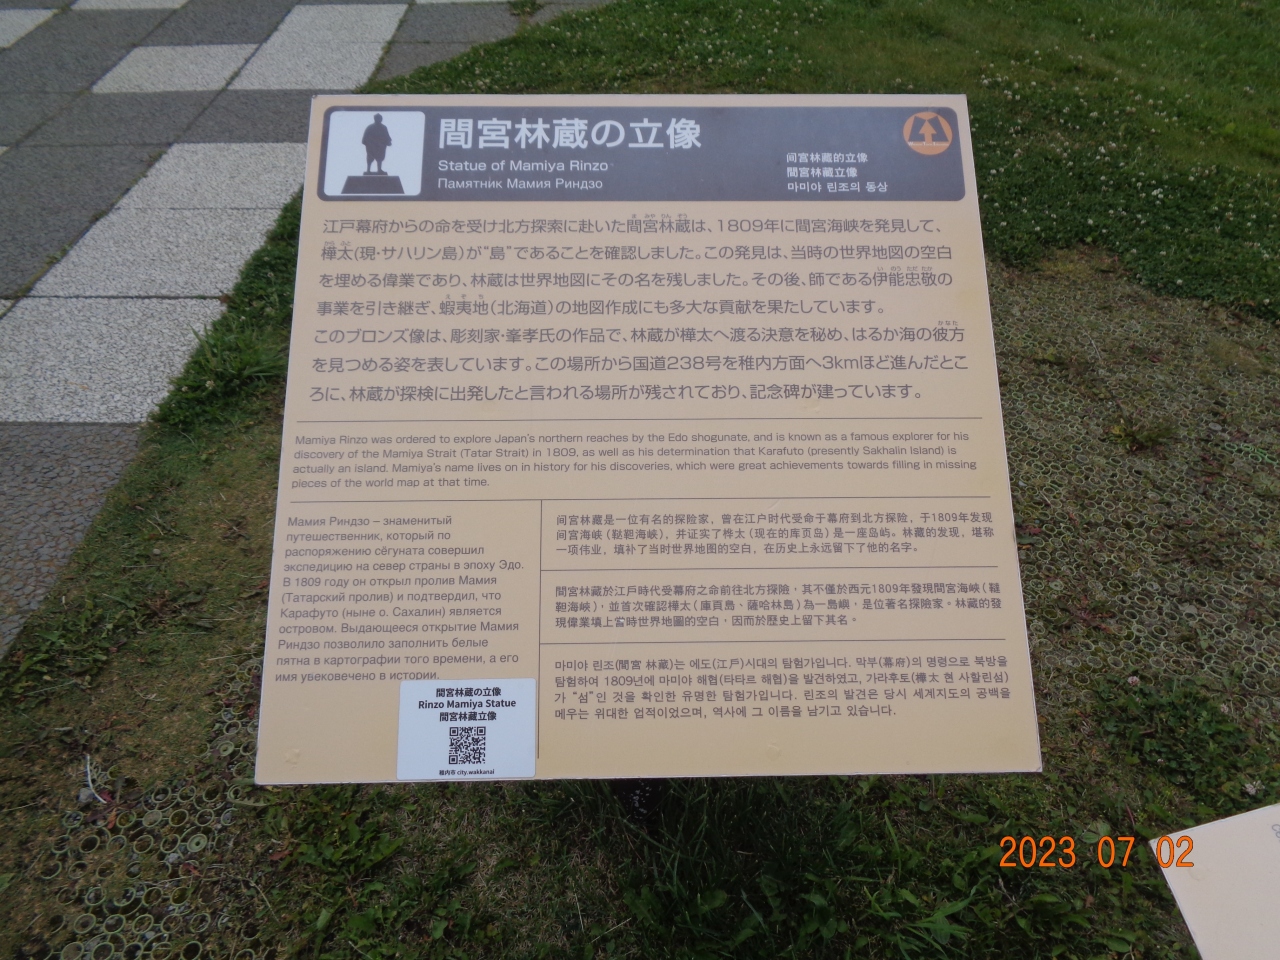 間宮林蔵の立像
Statue of Mamiya Rinzo
Памятник Мамия Риндзо
间宫林藏的立像
間宮林藏立像
마미야 린조의 동상
江戸幕府からの命を受け北方探索に赴いた間宮林蔵は、1809年に間宮海峡を発見して、
樺太(現・サハリン島)が“島”であることを確認しました。この発見は、当時の世界地図の空白
を埋める偉業であり、林蔵は世界地図にその名を残しました。その後、師である伊能忠敬の
事業を引き継ぎ、蝦夷地(北海道)の地図作成にも多大な貢献を果たしています。
このブロンズ像は、彫刻家・峯孝氏の作品で、林蔵が樺太へ渡る決意を秘め、はるか海の彼方
を見つめる姿を表しています。この場所から国道238号を稚内方面へ3kmほど進んだとこ
ろに、林蔵が探検に出発したと言われる場所が残されており、記念碑が建っています。
Mamiya Rinzo was ordered to explore Japan's northern reaches by the Edo shogunate, and is known as a famous explorer for his
discovery of the Mamiya Strait (Tatar Strait) in 1809, as well as his determination that Karafuto (presently Sakhalin Island) is
actually an island. Mamiya's name lives on in history for his discoveries, which were great achievements towards filling in missing
pieces of the world map at that time.
Мамия Риндзо – знаменитый
путешественник, который по
распоряжению сёгуната совершил
экспедицию на север страны в эпоху Эдо.
В 1809 году он открыл пролив Мамия
(Татарский пролив) и подтвердил, что
Карафуто (ныне о. Сахалин) является
островом. Выдающееся открытие Мамия
Риндзо позволило заполнить белые
пятна в картографии того времени, а его
имя увековечено в истории.
间宫林藏是一位有名的探险家，曾在江户时代受命于幕府到北方探险，于1809年发现
间宫海峡（鞑靼海峡），并证实了桦太（现在的库页岛）是一座岛屿。林藏的发现，堪称
一项伟业，填补了当时世界地图的空白，在历史上永远留下了他的名字。
間宮林藏於江戶時代受幕府之命前往北方探險，其不僅於西元1809年發現間宮海峽（韃
靼海峽），並首次確認樺太（庫頁島、薩哈林島）為一島嶼，是位著名探險家。林藏的發
現偉業填上當時世界地圖的空白，因而於歷史上留下其名。
마미야 린조(間宮 林蔵)는 에도(江戶)시대의 탐험가입니다. 막부(幕府)의 명령으로 북방을
탐험하여 1809년에 마미야 해협(타타르 해협)을 발견하였고, 가라후토(樺太 현 사할린섬)
가 “섬”인 것을 확인한 유명한 탐험가입니다. 린조의 발견은 당시 세계지도의 공백을
메우는 위대한 업적이었으며, 역사에 그 이름을 남기고 있습니다.
間宮林蔵の立像
Rinzo Mamiya Statue
間宮林藏立像
稚内市 city.wakkanai
2023 07 02